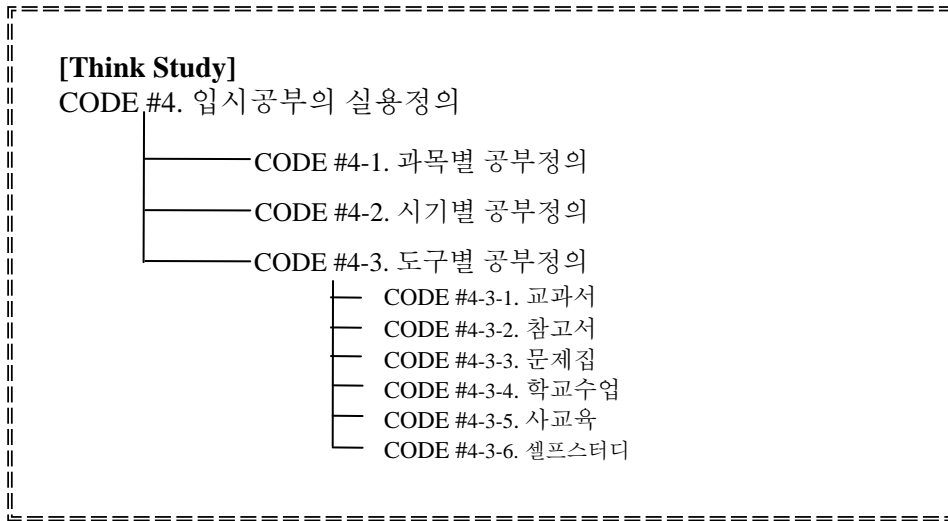 [Think Study]
CODE #4. 입시공부의 실용정의
CODE #4-1. 과목별 공부정의
CODE #4-2. 시기별 공부정의
CODE #4-3. 도구별 공부정의
CODE #4-3-1. 교과서
CODE #4-3-2. 참고서
CODE #4-3-3. 문제집
CODE #4-3-4. 학교수업
CODE #4-3-5. 사교육
CODE #4-3-6. 셀프스터디